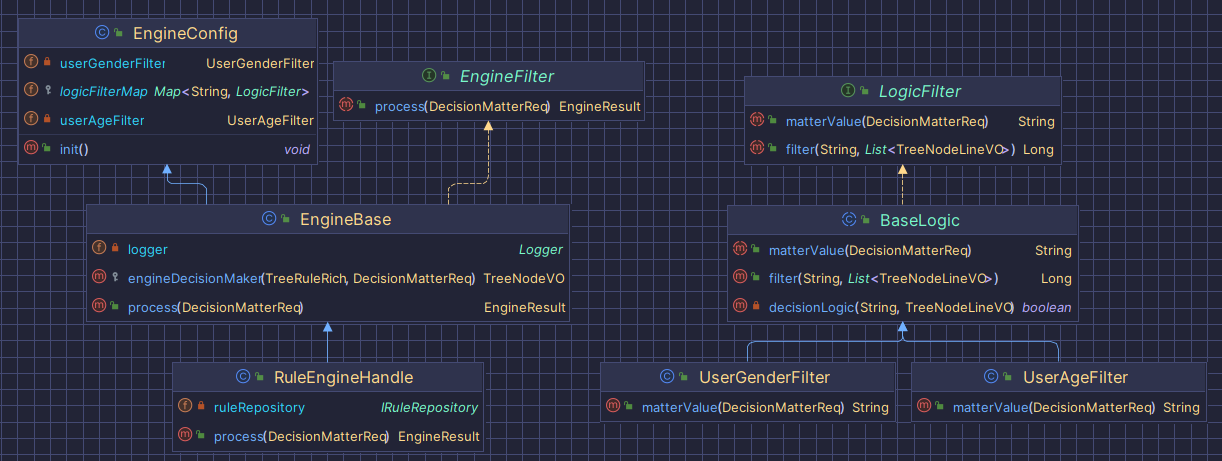 EngineConfig
userGenderFilter UserGenderFilter
logicFilterMap Map<String, LogicFilter>
userAgeFilter UserAgeFilter
init() void
EngineFilter
process(DecisionMatterReq) EngineResult
LogicFilter
matterValue(DecisionMatterReq) String
filter(String, List<TreeNodeLineVO>) Long
EngineBase
logger Logger
engineDecisionMaker(TreeRuleRich, DecisionMatterReq) TreeNodeVO
process(DecisionMatterReq) EngineResult
BaseLogic
matterValue(DecisionMatterReq) String
filter(String, List<TreeNodeLineVO>) Long
decisionLogic(String, TreeNodeLineVO) boolean
RuleEngineHandle
ruleRepository IRuleRepository
process(DecisionMatterReq) EngineResult
UserGenderFilter
matterValue(DecisionMatterReq) String
UserAgeFilter
matterValue(DecisionMatterReq) String